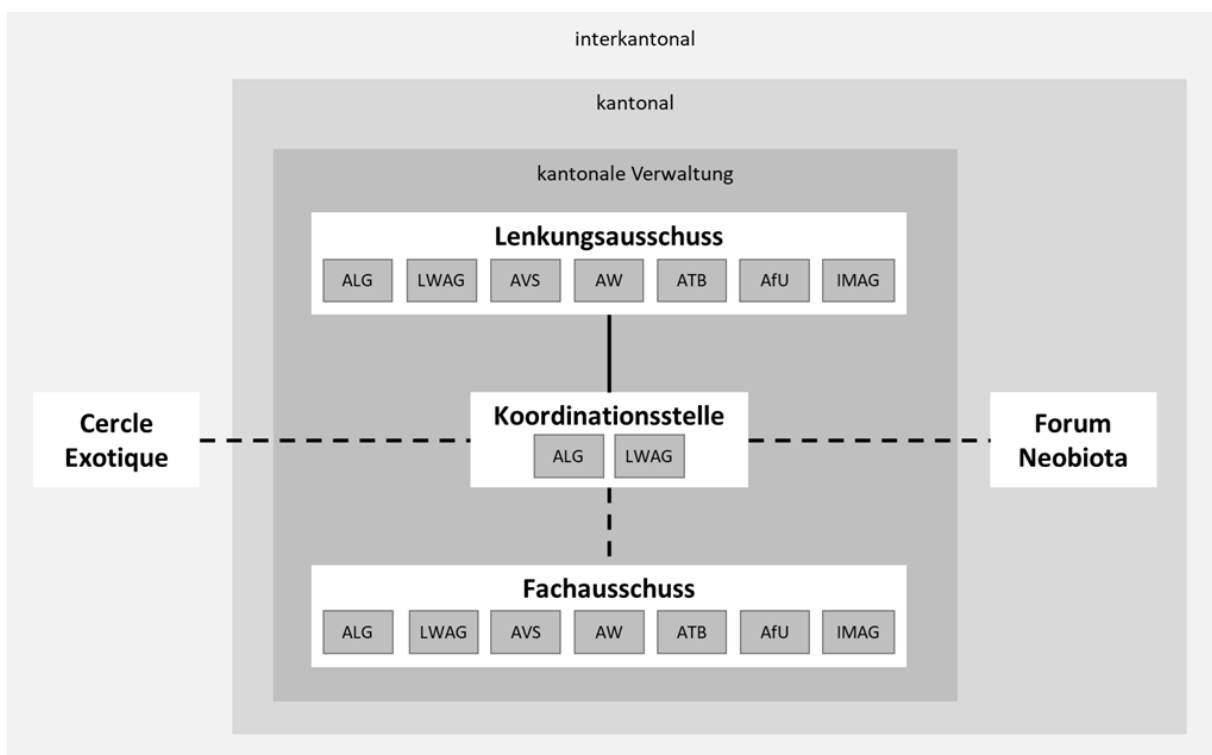 interkantonal
kantonal
kantonale Verwaltung
Lenkungsausschuss
ALG LWAG AVS AW ATB AfU IMAG
Cercle
Exotique
Koordinationsstelle
ALG LWAG
Forum
Neobiota
Fachausschuss
ALG LWAG AVS AW ATB AfU IMAG